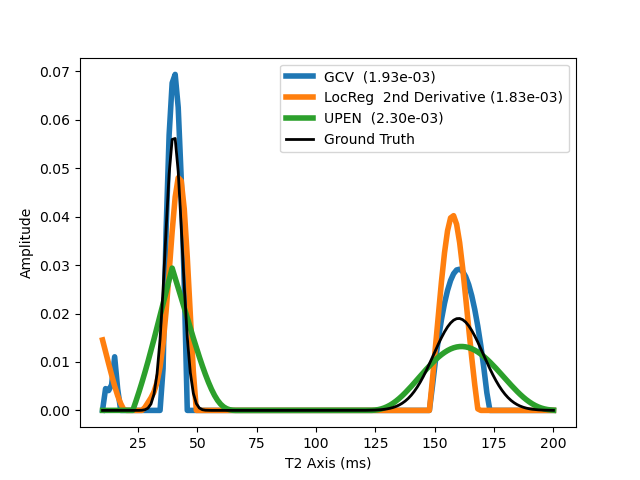 GCV (1.93e-03)
LocReg 2nd Derivative (1.83e-03)
UPEN (2.30e-03)
Ground Truth
Amplitude
0.07
0.06
0.05
0.04
0.03
0.02
0.01
0.00
25 50 75 100 125 150 175 200
T2 Axis (ms)